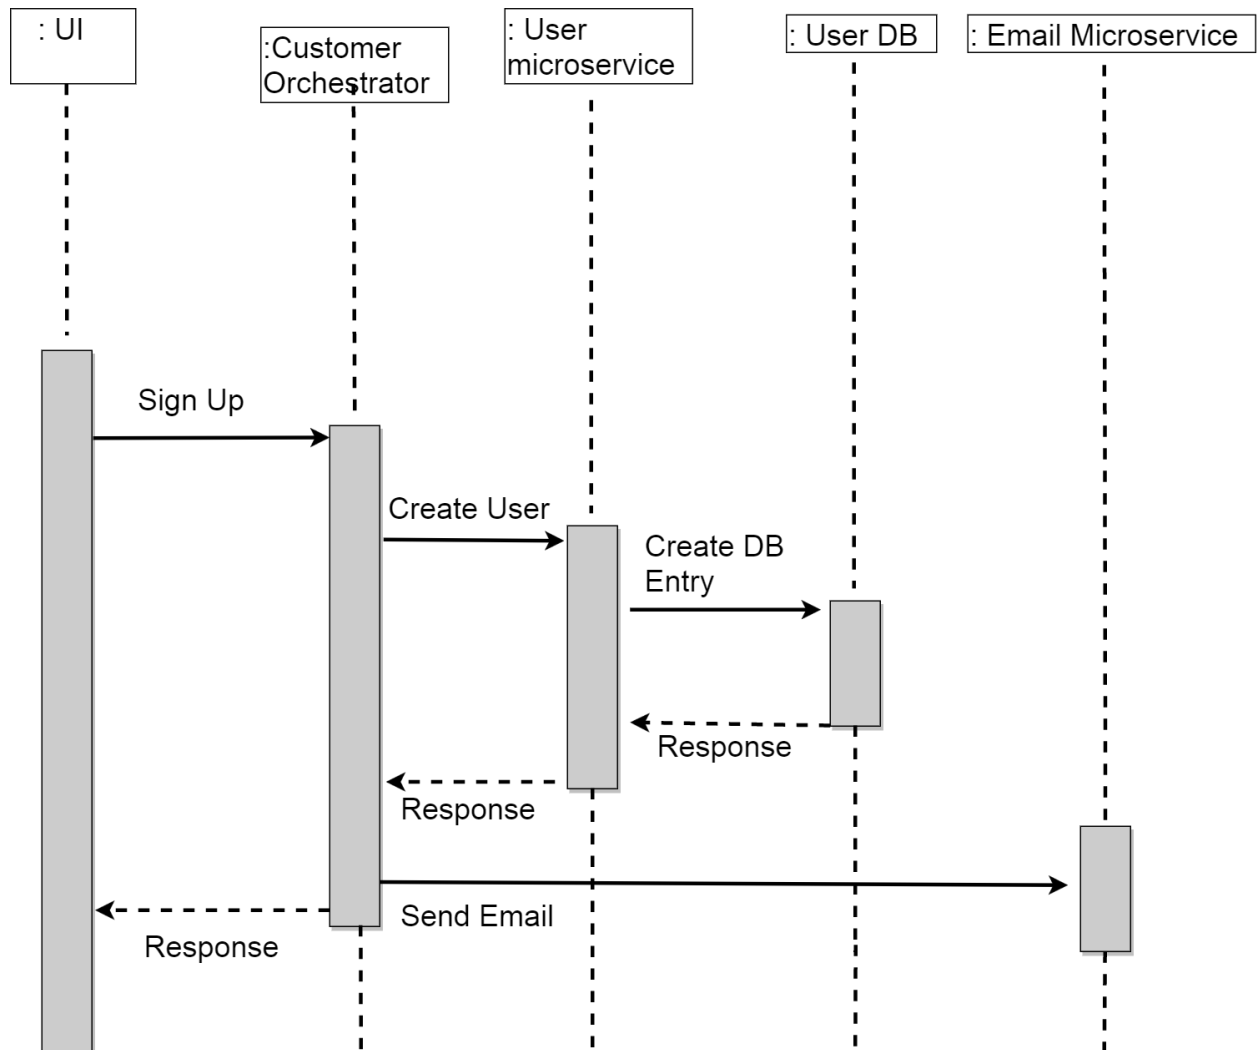 : UI
:Customer
Orchestrator
: User
microservice
: User DB
: Email Microservice
Sign Up
Create User
Create DB
Entry
Response
Response
Send Email
Response